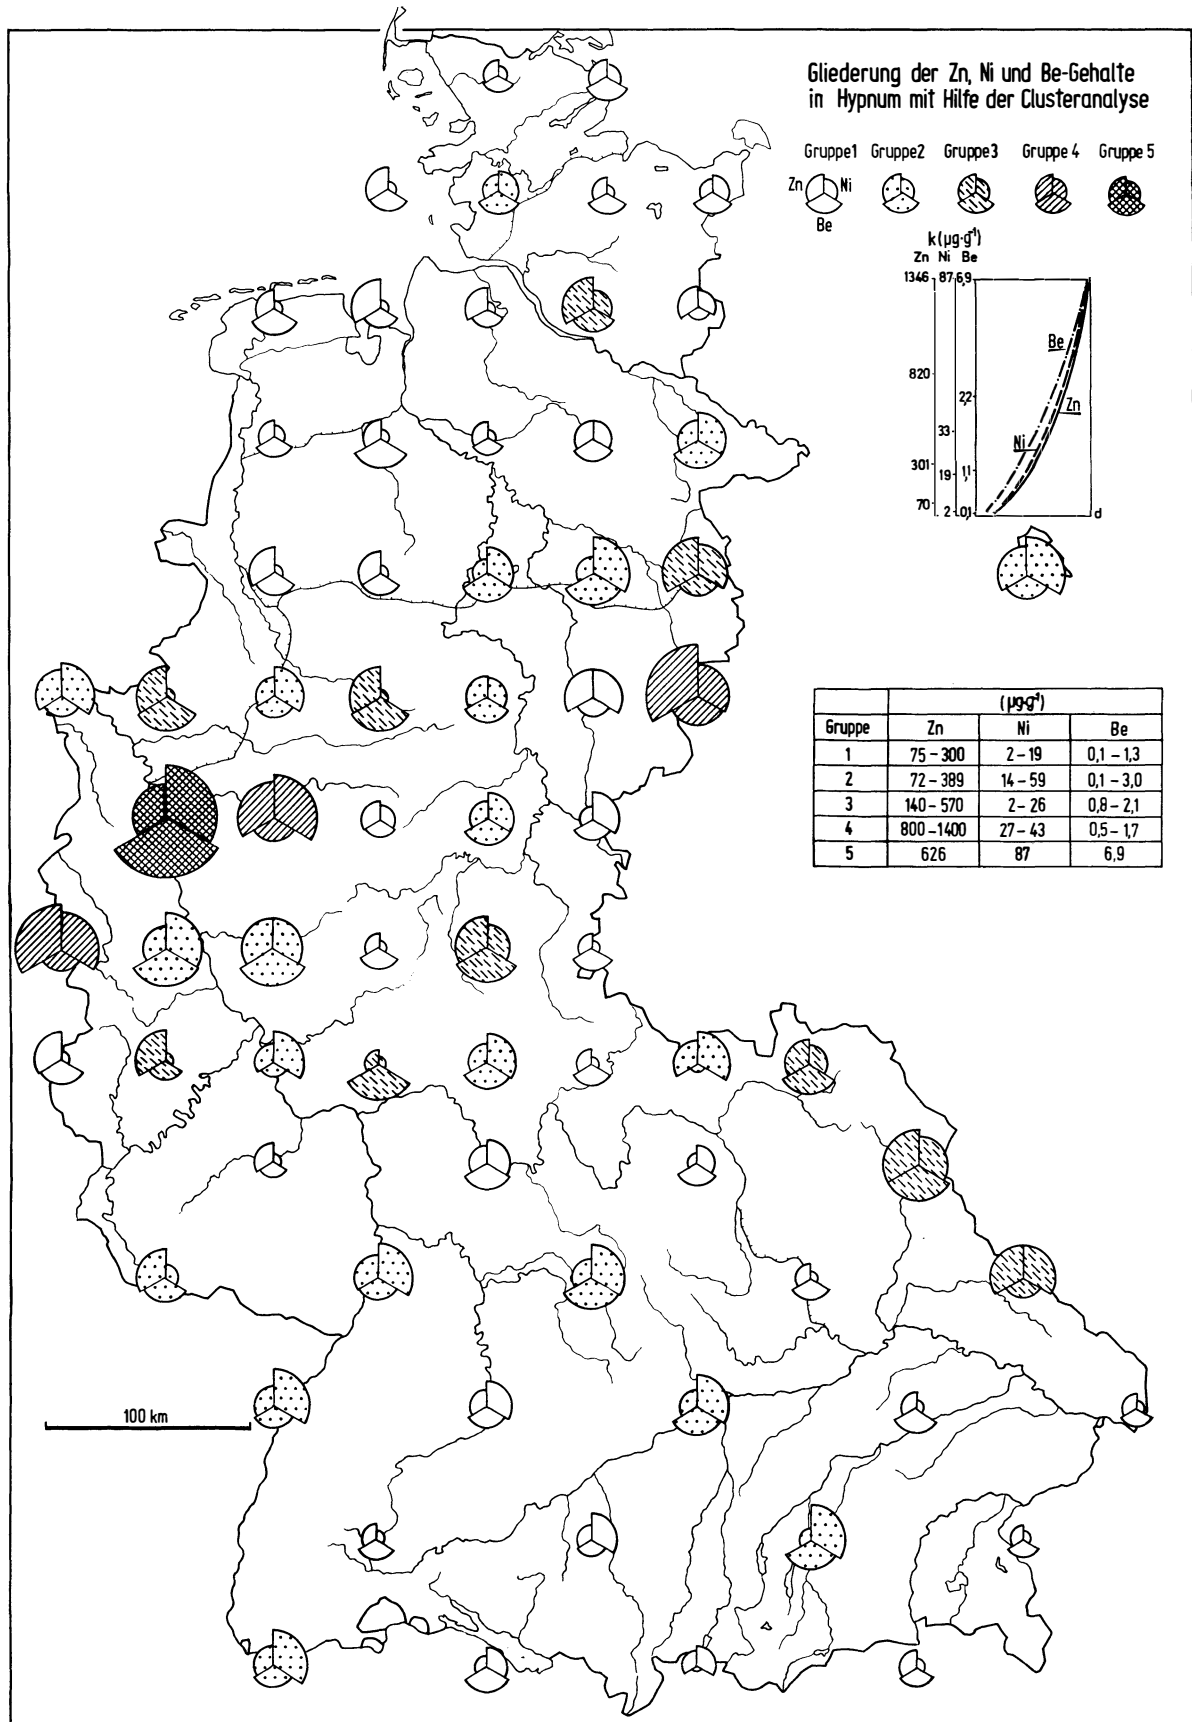 Gliederung der Zn, Ni und Be-Gehalte
in Hypnum mit Hilfe der Clusteranalyse
Gruppe1 Gruppe2 Gruppe3 Gruppe 4 Gruppe 5
Zn Ni
Be
k(µg·g⁻¹)
Zn Ni Be
1346 87 6,9
Be
820
2,2
Zn
33
Ni
301 19 1,1
70
2 0,1 d
(µg·g⁻¹)
Gruppe Zn Ni Be
1 75 – 300 2 – 19 0,1 – 1,3
2 72 – 389 14 – 59 0,1 – 3,0
3 140 – 570 2 – 26 0,8 – 2,1
4 800 – 1400 27 – 43 0,5 – 1,7
5 626 87 6,9
100 km